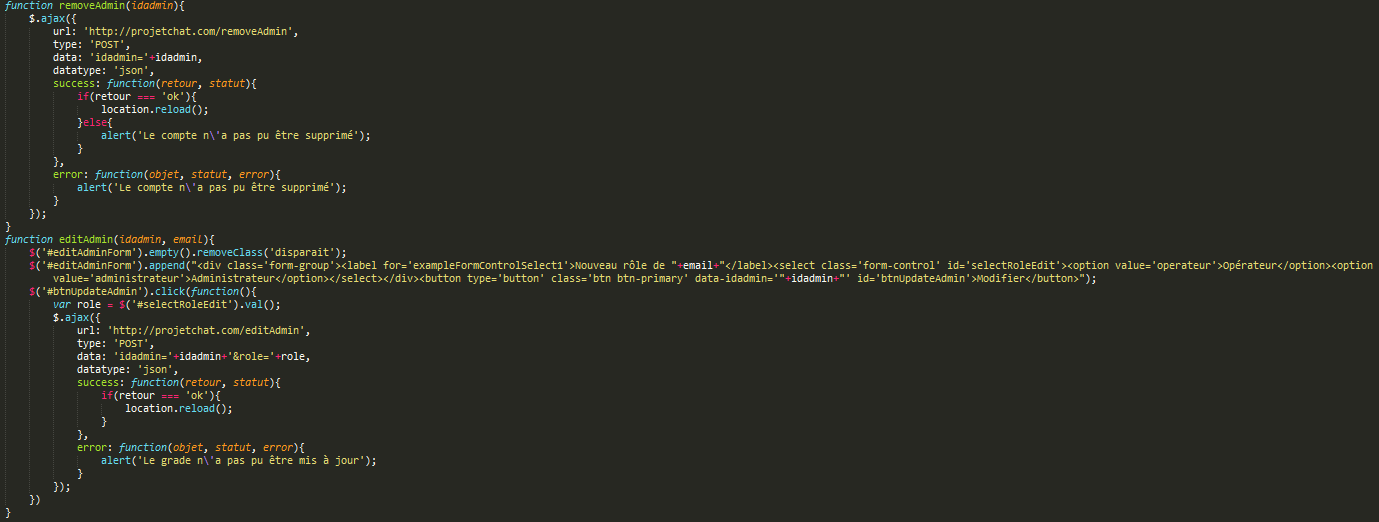 function removeAdmin(idadmin){
    $.ajax({
        url: 'http://projetchat.com/removeAdmin',
        type: 'POST',
        data: 'idadmin='+idadmin,
        datatype: 'json',
        success: function(retour, statut){
            if(retour === 'ok'){
                location.reload();
            }else{
                alert('Le compte n\'a pas pu être supprimé');
            }
        },
        error: function(objet, statut, error){
            alert('Le compte n\'a pas pu être supprimé');
        }
    });
}
function editAdmin(idadmin, email){
    $('#editAdminForm').empty().removeClass('disparait');
    $('#editAdminForm').append("<div class='form-group'><label for='exampleFormControlSelect1'>Nouveau rôle de "+email+"</label><select class='form-control' id='selectRoleEdit'><option value='operateur'>Opérateur</option><option
        value='administrateur'>Administrateur</option></select></div><button type='button' class='btn btn-primary' data-idadmin='"+idadmin+"' id='btnUpdateAdmin'>Modifier</button>");
    $('#btnUpdateAdmin').click(function(){
        var role = $('#selectRoleEdit').val();
        $.ajax({
            url: 'http://projetchat.com/editAdmin',
            type: 'POST',
            data: 'idadmin='+idadmin+'&role='+role,
            datatype: 'json',
            success: function(retour, statut){
                if(retour === 'ok'){
                    location.reload();
                }
            },
            error: function(objet, statut, error){
                alert('Le grade n\'a pas pu être mis à jour');
            }
        });
    })
}